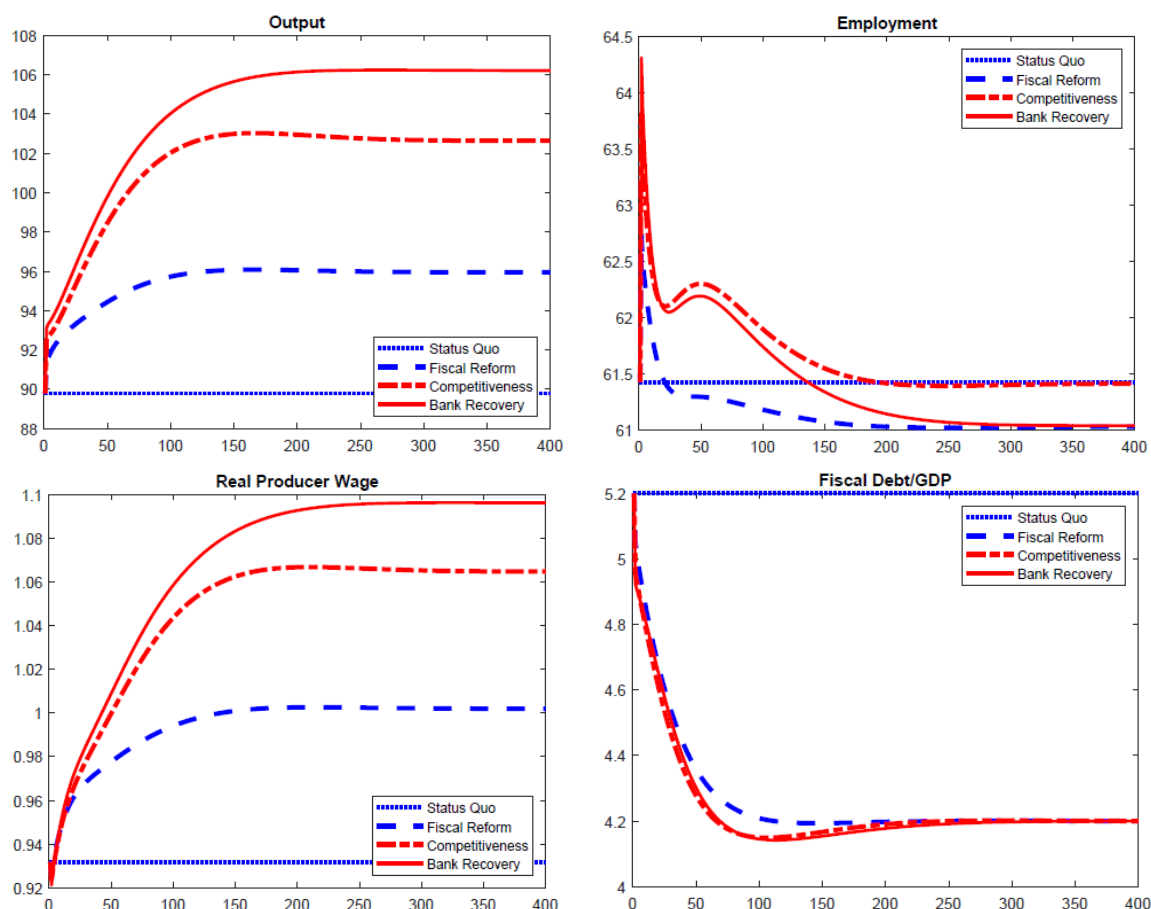 Output
108
106
104
102
100
98
96
94
92
90
88
0 50 100 150 200 250 300 350 400
Status Quo
Fiscal Reform
Competitiveness
Bank Recovery
Employment
64.5
64
63.5
63
62.5
62
61.5
61
0 50 100 150 200 250 300 350 400
Status Quo
Fiscal Reform
Competitiveness
Bank Recovery
Real Producer Wage
1.1
1.08
1.06
1.04
1.02
1
0.98
0.96
0.94
0.92
0 50 100 150 200 250 300 350 400
Status Quo
Fiscal Reform
Competitiveness
Bank Recovery
Fiscal Debt/GDP
5.2
5
4.8
4.6
4.4
4.2
4
0 50 100 150 200 250 300 350 400
Status Quo
Fiscal Reform
Competitiveness
Bank Recovery